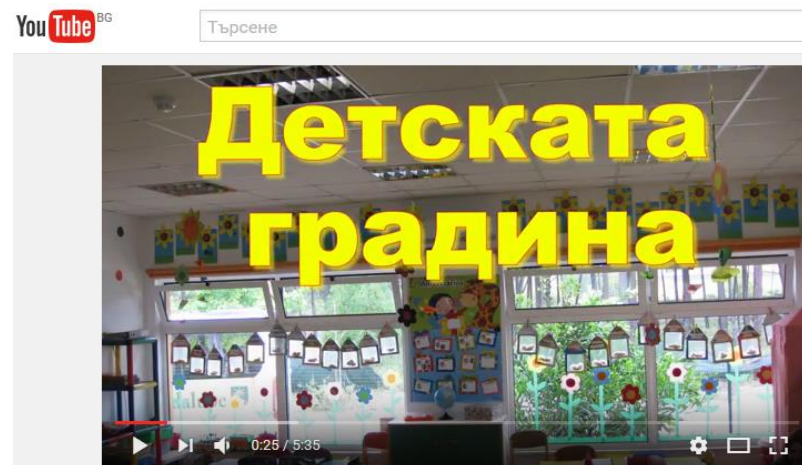 YouTube BG
Търсене
Детската
градина
0:25 / 5:35